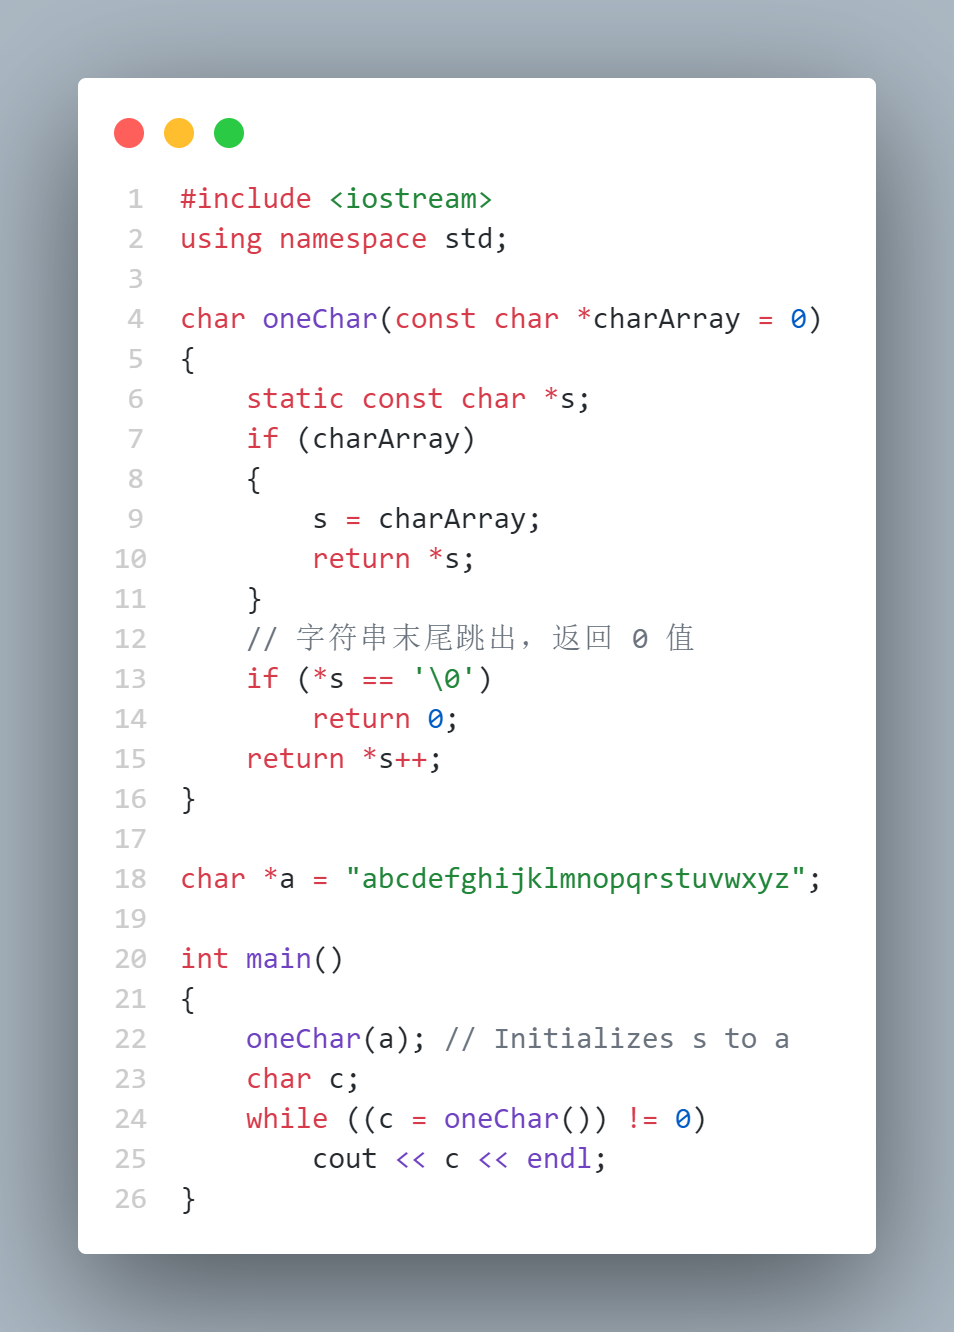 1 #include <iostream>
2 using namespace std;
3
4 char oneChar(const char *charArray = 0)
5 {
6     static const char *s;
7     if (charArray)
8     {
9         s = charArray;
10         return *s;
11     }
12     // 字符串末尾跳出，返回 0 值
13     if (*s == '\0')
14         return 0;
15     return *s++;
16 }
17
18 char *a = "abcdefghijklmnopqrstuvwxyz";
19
20 int main()
21 {
22     oneChar(a); // Initializes s to a
23     char c;
24     while ((c = oneChar()) != 0)
25         cout << c << endl;
26 }